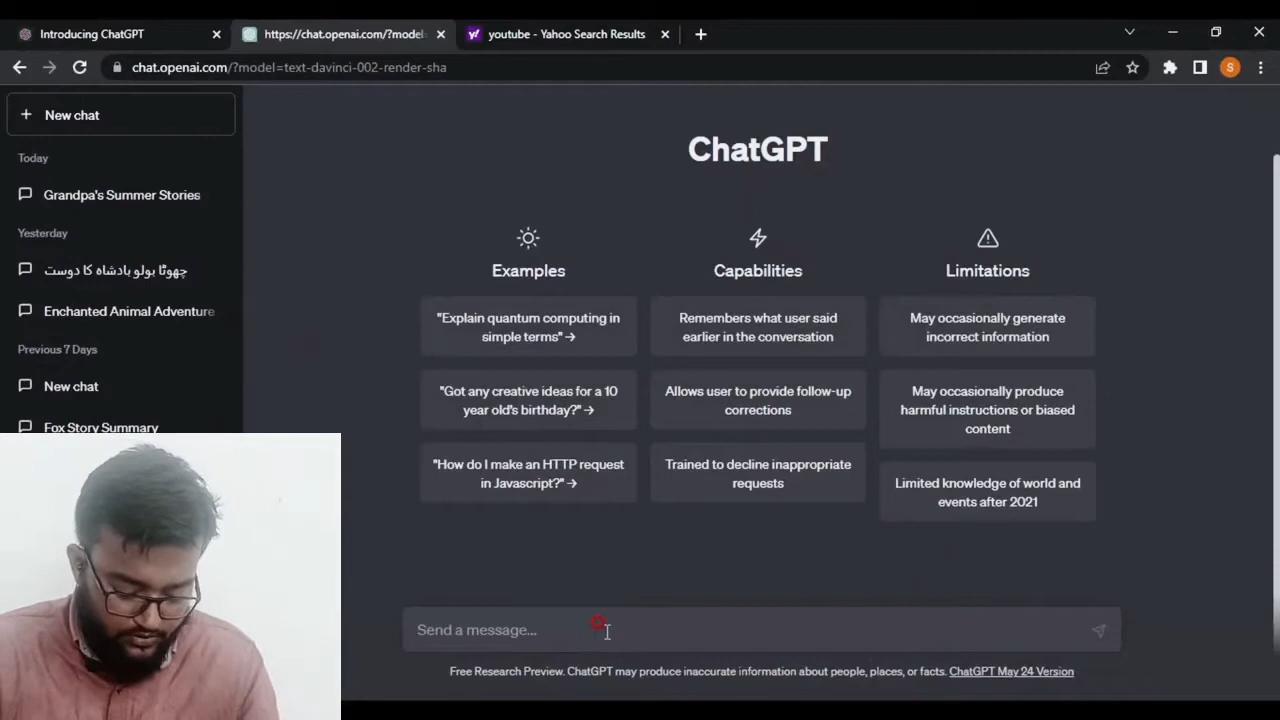 Introducing ChatGPT
https://chat.openai.com/?model=
youtube - Yahoo Search Results
chat.openai.com/?model=text-davinci-002-render-sha
S
New chat
Today
Grandpa's Summer Stories
Yesterday
چھوٹا بولو بادشاہ کا دوست
Enchanted Animal Adventure
Previous 7 Days
New chat
Fox Story Summary
ChatGPT
Examples
"Explain quantum computing in
simple terms" →
"Got any creative ideas for a 10
year old's birthday?" →
"How do I make an HTTP request
in Javascript?" →
Capabilities
Remembers what user said
earlier in the conversation
Allows user to provide follow-up
corrections
Trained to decline inappropriate
requests
Limitations
May occasionally generate
incorrect information
May occasionally produce
harmful instructions or biased
content
Limited knowledge of world and
events after 2021
Send a message...
Free Research Preview. ChatGPT may produce inaccurate information about people, places, or facts. ChatGPT May 24 Version